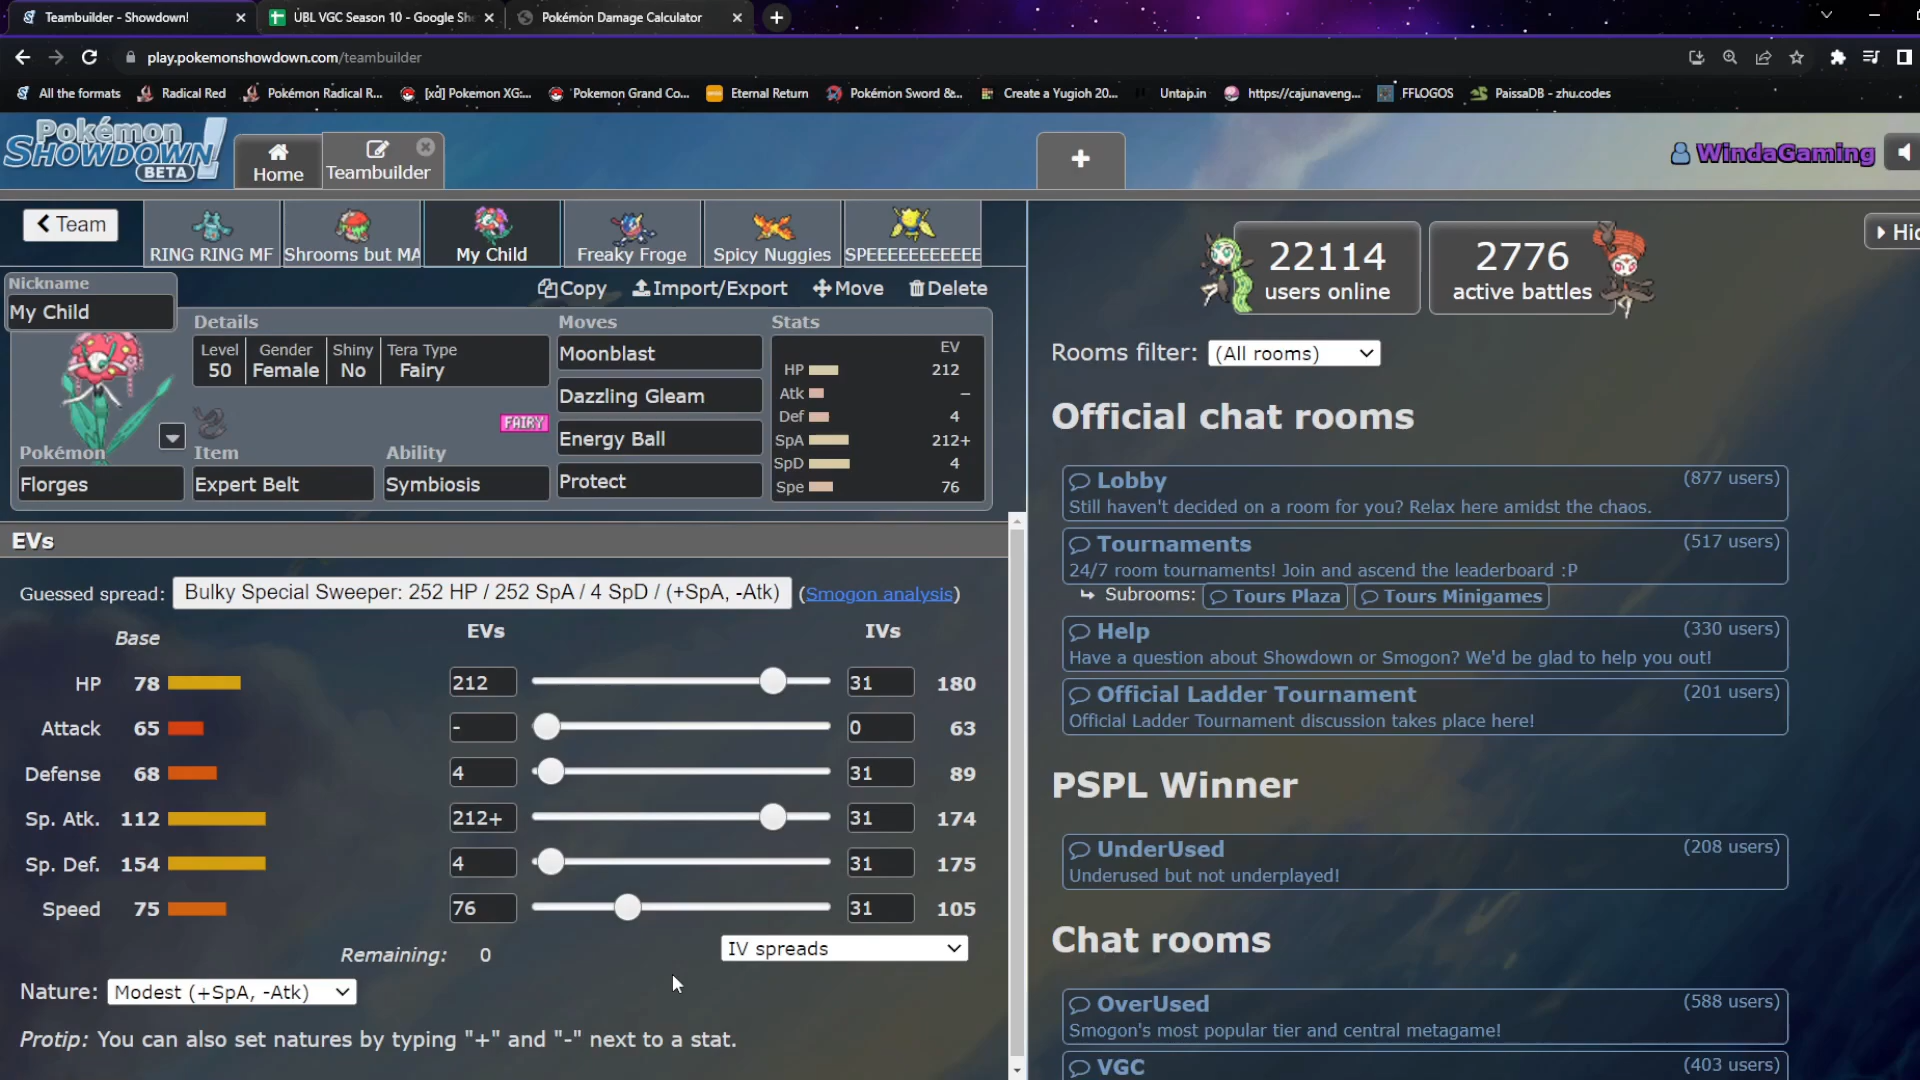 Teambuilder - Showdown!
UBL VGC Season 10 - Google She
Pokémon Damage Calculator
play.pokemonshowdown.com/teambuilder
All the formats
Radical Red
Pokémon Radical R...
[xd] Pokemon XG:...
Pokemon Grand Co...
Eternal Return
Pokémon Sword &...
Create a Yugioh 20...
Untap.in
https://cajunaveng...
FFLOGOS
PaissaDB - zhu.codes
Pokémon
SHOWDOWN!
BETA
Home
Teambuilder
+
WindaGaming
Team
RING RING MF
Shrooms but MA
My Child
Freaky Froge
Spicy Nuggies
SPEEEEEEEEEEE
Copy
Import/Export
Move
Delete
Nickname
My Child
Details
Level
50
Gender
Female
Shiny
No
Tera Type
Fairy
FAIRY
Pokémon
Florges
Item
Expert Belt
Ability
Symbiosis
Moves
Moonblast
Dazzling Gleam
Energy Ball
Protect
Stats
EV
HP 212
Atk –
Def 4
SpA 212+
SpD 4
Spe 76
EVs
Guessed spread: Bulky Special Sweeper: 252 HP / 252 SpA / 4 SpD / (+SpA, -Atk) (Smogon analysis)
Base EVs IVs
HP 78 212 31 180
Attack 65 - 0 63
Defense 68 4 31 89
Sp. Atk. 112 212+ 31 174
Sp. Def. 154 4 31 175
Speed 75 76 31 105
Remaining: 0
IV spreads
Nature: Modest (+SpA, -Atk)
Protip: You can also set natures by typing "+" and "-" next to a stat.
22114
users online
2776
active battles
Hid
Rooms filter: (All rooms)
Official chat rooms
Lobby (877 users)
Still haven't decided on a room for you? Relax here amidst the chaos.
Tournaments (517 users)
24/7 room tournaments! Join and ascend the leaderboard :P
Subrooms: Tours Plaza Tours Minigames
Help (330 users)
Have a question about Showdown or Smogon? We'd be glad to help you out!
Official Ladder Tournament (201 users)
Official Ladder Tournament discussion takes place here!
PSPL Winner
UnderUsed (208 users)
Underused but not underplayed!
Chat rooms
OverUsed (588 users)
Smogon's most popular tier and central metagame!
VGC (403 users)